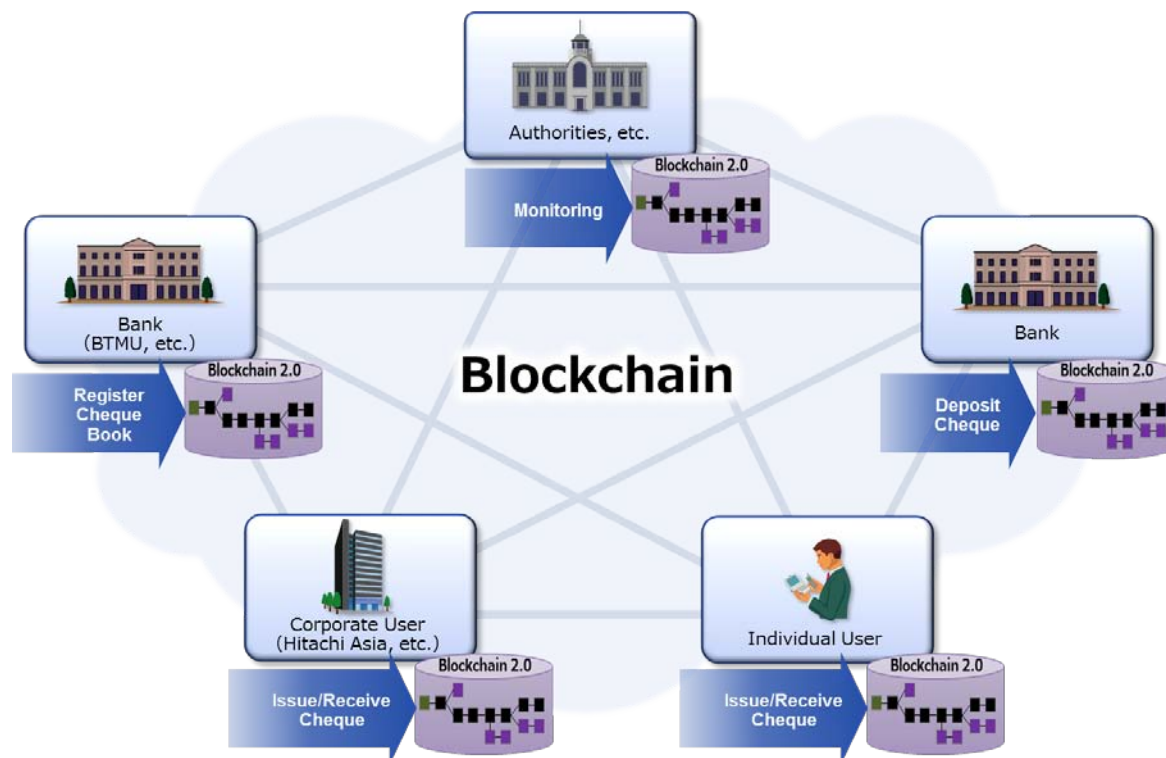 Authorities, etc.
Blockchain 2.0
Monitoring
Bank
(BTMU, etc.)
Blockchain 2.0
Register
Cheque
Book
Bank
Blockchain 2.0
Deposit
Cheque
Blockchain
Corporate User
(Hitachi Asia, etc.)
Blockchain 2.0
Issue/Receive
Cheque
Individual User
Blockchain 2.0
Issue/Receive
Cheque